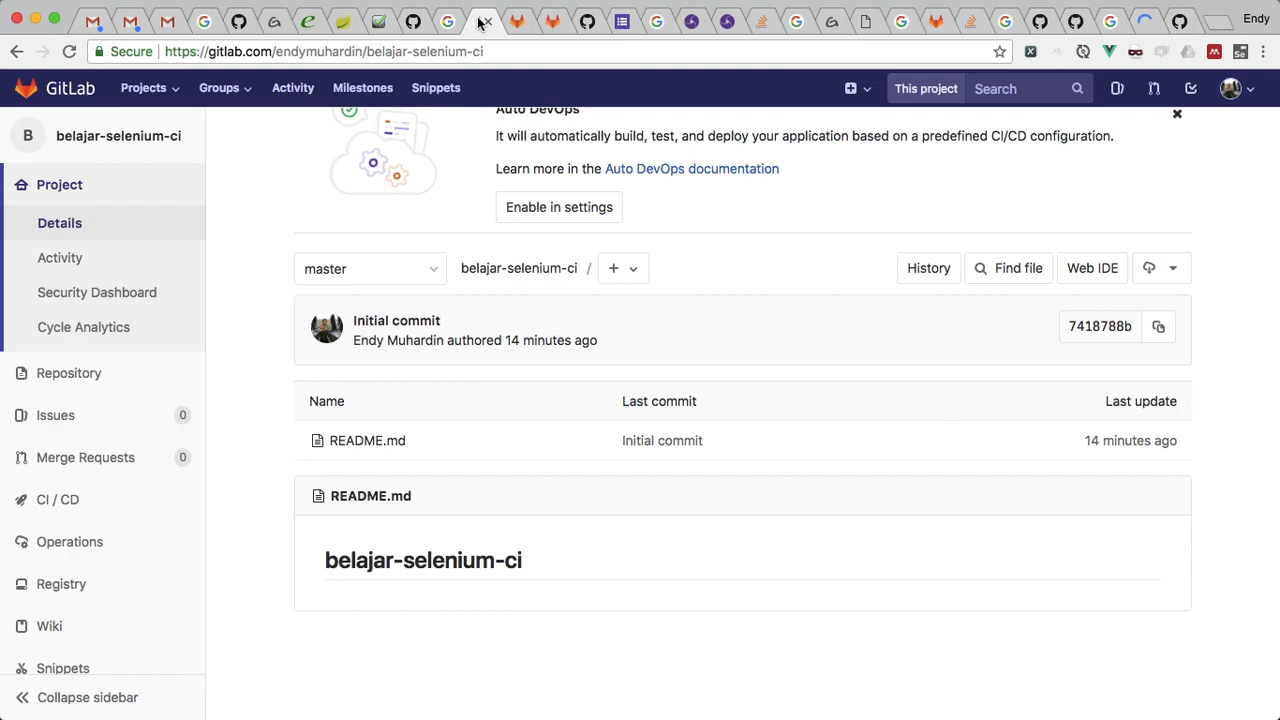 Endy
Secure https://gitlab.com/endymuhardin/belajar-selenium-ci
GitLab Projects Groups Activity Milestones Snippets This project Search
B belajar-selenium-ci
Auto DevOps
It will automatically build, test, and deploy your application based on a predefined CI/CD configuration.
Learn more in the Auto DevOps documentation
Enable in settings
Project
Details
Activity
Security Dashboard
Cycle Analytics
Repository
Issues 0
Merge Requests 0
CI / CD
Operations
Registry
Wiki
Snippets
Collapse sidebar
master belajar-selenium-ci / + History Find file Web IDE
Initial commit
Endy Muhardin authored 14 minutes ago
7418788b
Name Last commit Last update
README.md Initial commit 14 minutes ago
README.md
belajar-selenium-ci